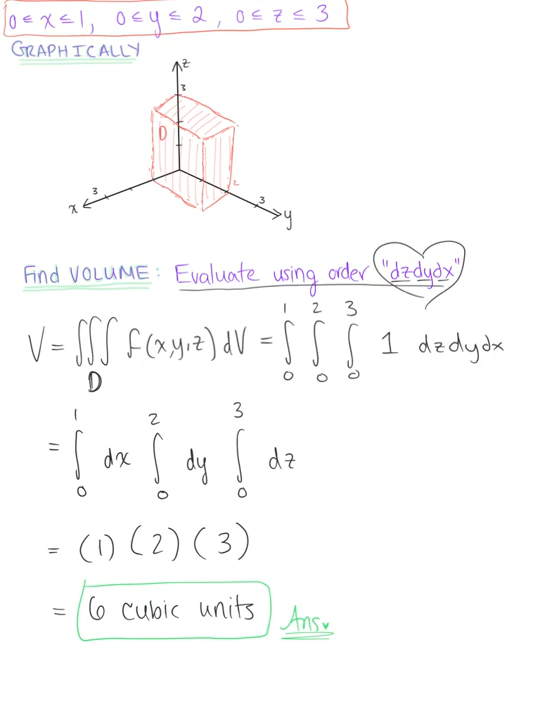 0 ≤ x ≤ 1, 0 ≤ y ≤ 2, 0 ≤ z ≤ 3
GRAPHICALLY
z
3
D
3
x
2
3
y
Find VOLUME: Evaluate using order "dzdydx"
V = ∭_D f(x,y,z) dV = ∫₀¹ ∫₀² ∫₀³ 1 dzdydx
= ∫₀¹ dx ∫₀² dy ∫₀³ dz
= (1) (2) (3)
= 6 cubic units Ans.